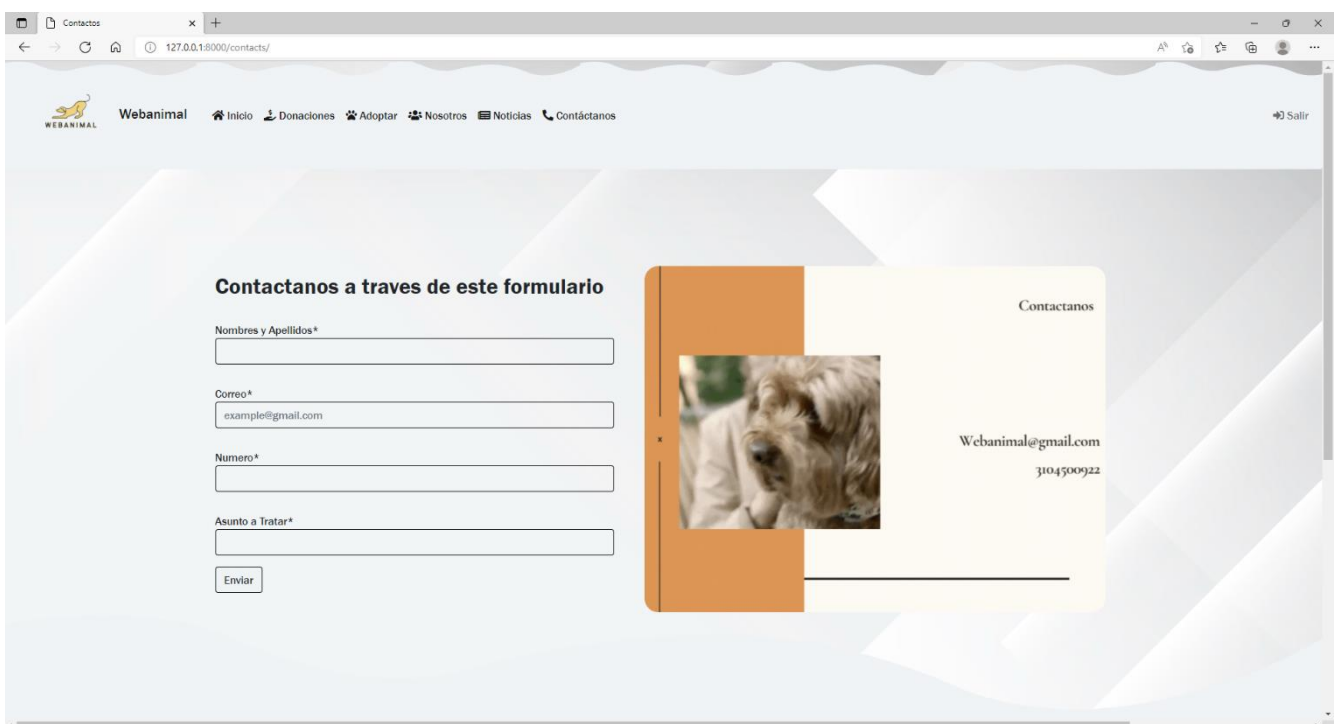 Contactos
127.0.0.1:8000/contacts/
WEBANIMAL
Webanimal Inicio Donaciones Adoptar Nosotros Noticias Contáctanos Salir
Contactanos a traves de este formulario
Nombres y Apellidos*
Correo*
example@gmail.com
Numero*
Asunto a Tratar*
Enviar
Contactanos
x
Webanimal@gmail.com
3104500922